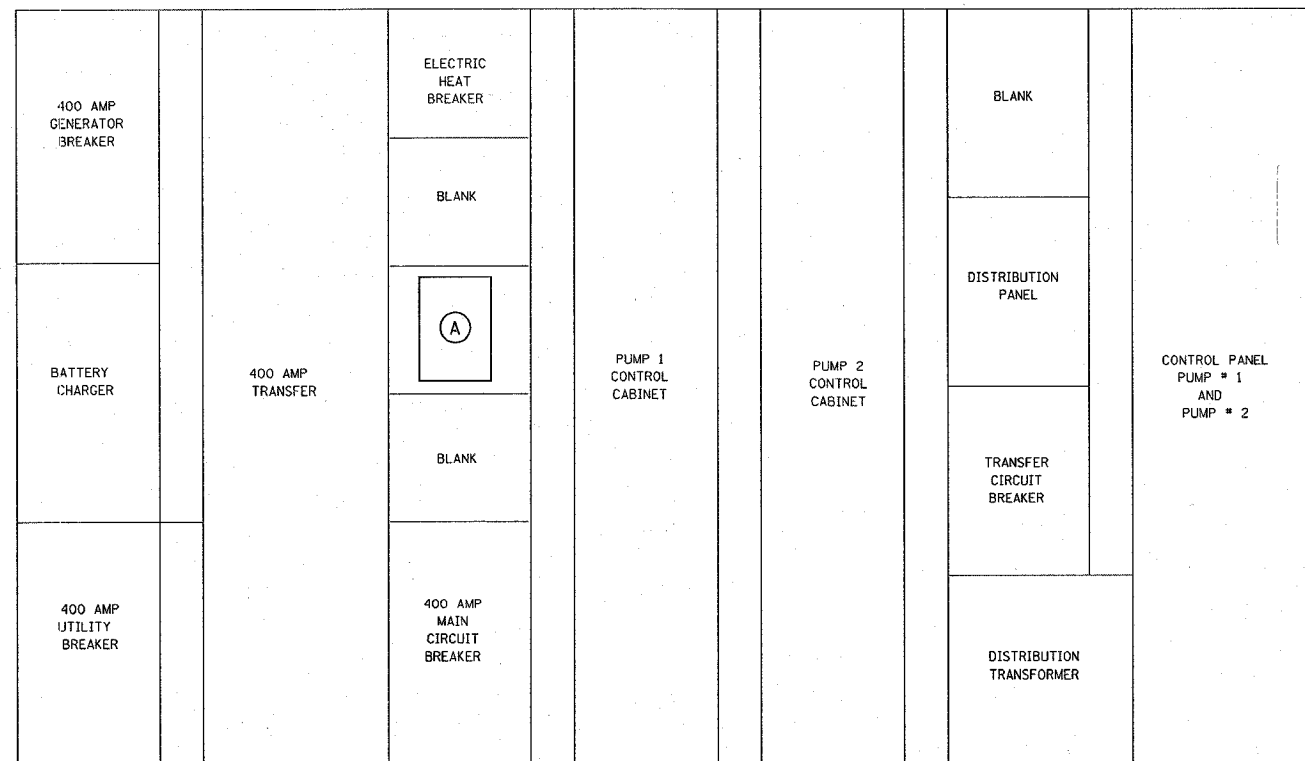 400 AMP
GENERATOR
BREAKER
BATTERY
CHARGER
400 AMP
UTILITY
BREAKER
400 AMP
TRANSFER
ELECTRIC
HEAT
BREAKER
BLANK
A
BLANK
400 AMP
MAIN
CIRCUIT
BREAKER
PUMP 1
CONTROL
CABINET
PUMP 2
CONTROL
CABINET
BLANK
DISTRIBUTION
PANEL
TRANSFER
CIRCUIT
BREAKER
DISTRIBUTION
TRANSFORMER
CONTROL PANEL
PUMP # 1
AND
PUMP # 2